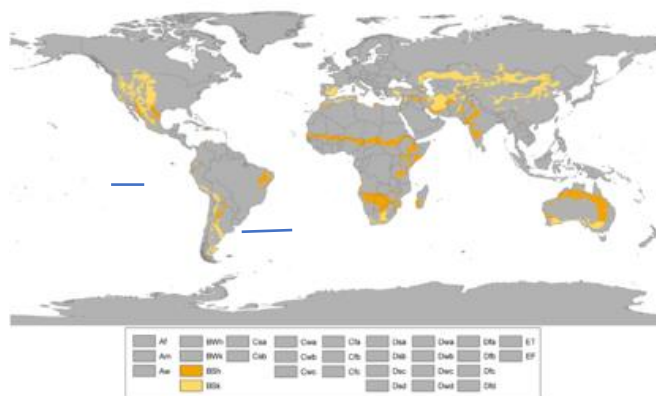 Af BWh Csa Cwa Cfa Dsa Dwa Dfa ET
Am BWk Csb Cwb Cfb Dsb Dwb Dfb EF
Aw BSh Cwc Cfc Dsc Dwc Dfc
BSk Dsd Dwd Dfd